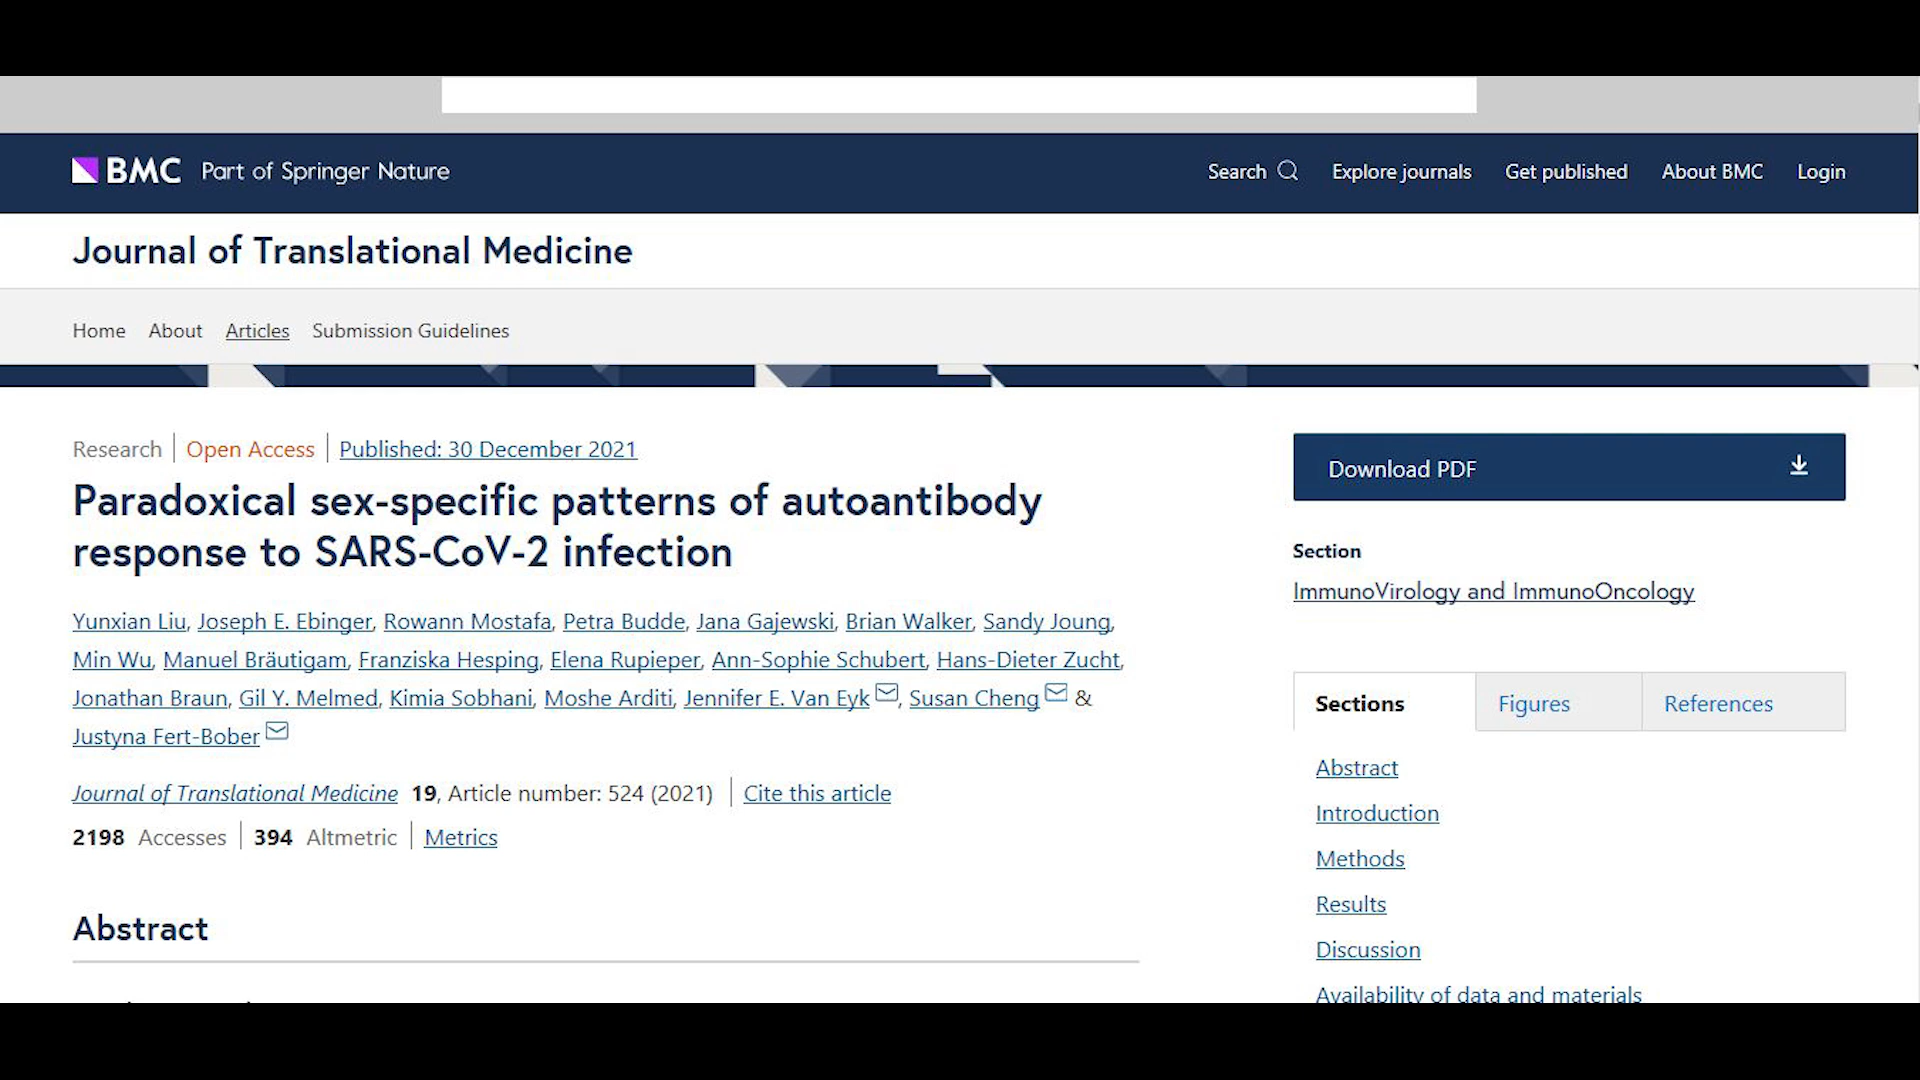 BMC Part of Springer Nature
Search Explore journals Get published About BMC Login
Journal of Translational Medicine
Home About Articles Submission Guidelines
Research Open Access Published: 30 December 2021
Paradoxical sex-specific patterns of autoantibody
response to SARS-CoV-2 infection
Yunxian Liu, Joseph E. Ebinger, Rowann Mostafa, Petra Budde, Jana Gajewski, Brian Walker, Sandy Joung,
Min Wu, Manuel Bräutigam, Franziska Hesping, Elena Rupieper, Ann-Sophie Schubert, Hans-Dieter Zucht,
Jonathan Braun, Gil Y. Melmed, Kimia Sobhani, Moshe Arditi, Jennifer E. Van Eyk, Susan Cheng &
Justyna Fert-Bober
Journal of Translational Medicine 19, Article number: 524 (2021) Cite this article
2198 Accesses 394 Altmetric Metrics
Abstract
Download PDF
Section
ImmunoVirology and ImmunoOncology
Sections Figures References
Abstract
Introduction
Methods
Results
Discussion
Availability of data and materials